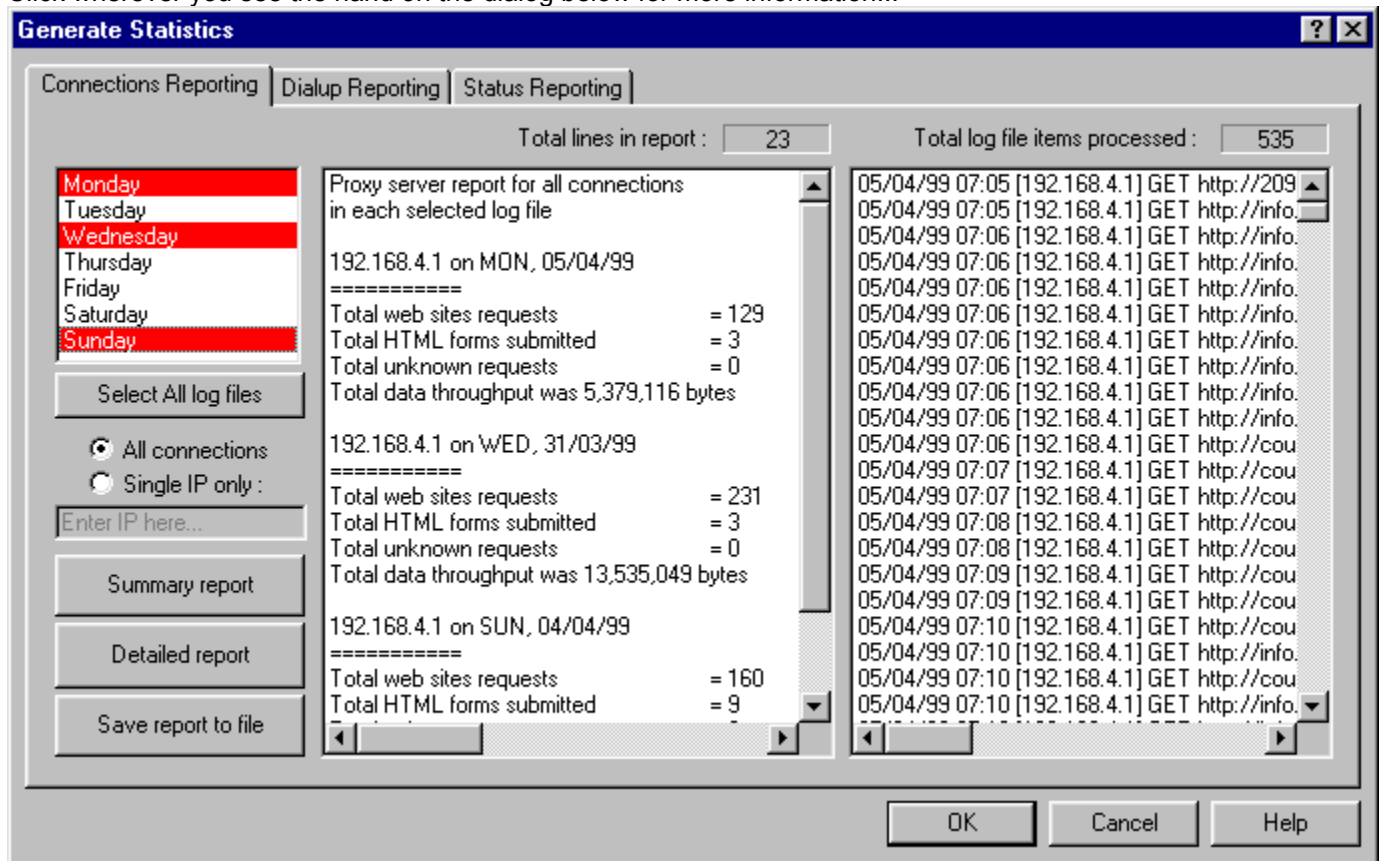 Click wherever you see the hand on the dialog below for more information...
Generate Statistics
Connections Reporting
Dialup Reporting
Status Reporting
Total lines in report : 23
Total log file items processed : 535
Monday
Tuesday
Wednesday
Thursday
Friday
Saturday
Sunday
Select All log files
All connections
Single IP only :
Enter IP here...
Summary report
Detailed report
Save report to file
Proxy server report for all connections
in each selected log file
192.168.4.1 on MON, 05/04/99
===========
Total web sites requests = 129
Total HTML forms submitted = 3
Total unknown requests = 0
Total data throughput was 5,379,116 bytes
192.168.4.1 on WED, 31/03/99
===========
Total web sites requests = 231
Total HTML forms submitted = 3
Total unknown requests = 0
Total data throughput was 13,535,049 bytes
192.168.4.1 on SUN, 04/04/99
===========
Total web sites requests = 160
Total HTML forms submitted = 9
05/04/99 07:05 [192.168.4.1] GET http://209
05/04/99 07:05 [192.168.4.1] GET http://info.
05/04/99 07:06 [192.168.4.1] GET http://info.
05/04/99 07:06 [192.168.4.1] GET http://info.
05/04/99 07:06 [192.168.4.1] GET http://info.
05/04/99 07:06 [192.168.4.1] GET http://info.
05/04/99 07:06 [192.168.4.1] GET http://info.
05/04/99 07:06 [192.168.4.1] GET http://info.
05/04/99 07:06 [192.168.4.1] GET http://info.
05/04/99 07:06 [192.168.4.1] GET http://info.
05/04/99 07:06 [192.168.4.1] GET http://cou
05/04/99 07:07 [192.168.4.1] GET http://cou
05/04/99 07:07 [192.168.4.1] GET http://cou
05/04/99 07:08 [192.168.4.1] GET http://cou
05/04/99 07:08 [192.168.4.1] GET http://cou
05/04/99 07:09 [192.168.4.1] GET http://cou
05/04/99 07:09 [192.168.4.1] GET http://cou
05/04/99 07:10 [192.168.4.1] GET http://cou
05/04/99 07:10 [192.168.4.1] GET http://info.
05/04/99 07:10 [192.168.4.1] GET http://cou
05/04/99 07:10 [192.168.4.1] GET http://info.
OK
Cancel
Help